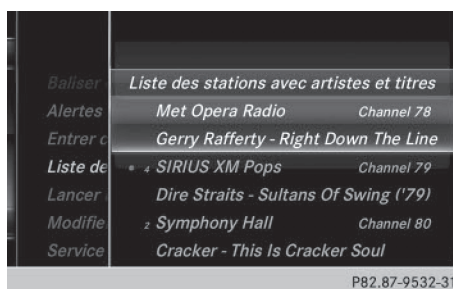 Baliser
Liste des stations avec artistes et titres
Alertes
Met Opera Radio Channel 78
Entrer
Gerry Rafferty - Right Down The Line
Liste de
4 SIRIUS XM Pops Channel 79
Lancer
Dire Straits - Sultans Of Swing ('79)
Modifie
2 Symphony Hall Channel 80
Service
Cracker - This Is Cracker Soul
P82.87-9532-31